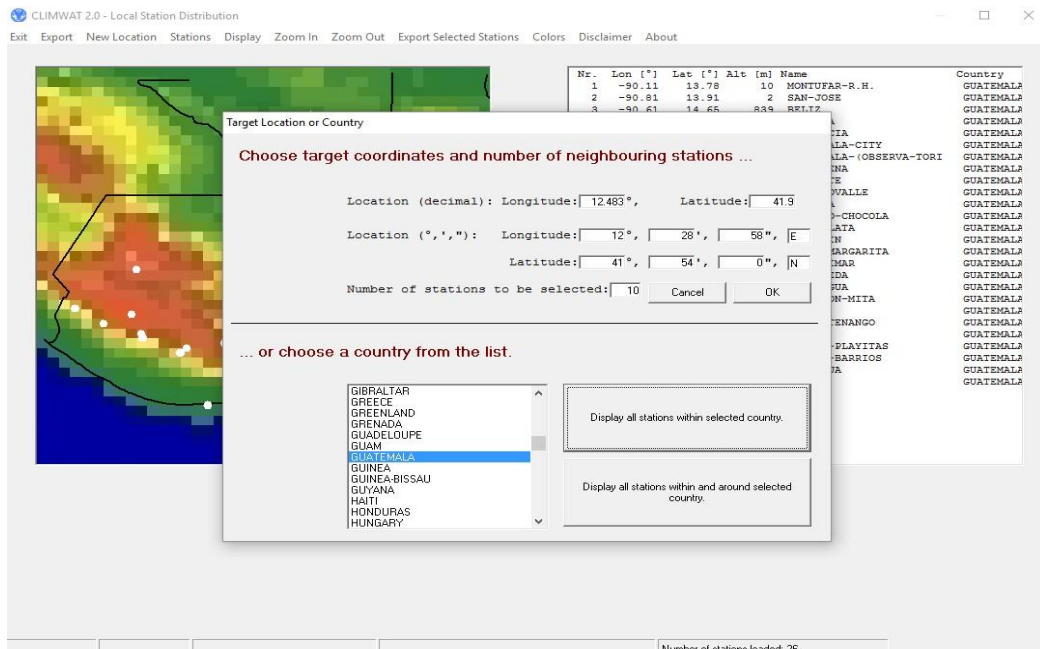 CLIMWAT 2.0 - Local Station Distribution
Exit Export New Location Stations Display Zoom In Zoom Out Export Selected Stations Colors Disclaimer About
Nr. Lon [°] Lat [°] Alt [m] Name Country
1 -90.11 13.78 10 MONTUFAR-R.H. GUATEMALA
2 -90.81 13.91 2 SAN-JOSE GUATEMALA
3 -90.61 14.65 839 BELIZ GUATEMALA
A GUATEMALA
CIA GUATEMALA
ALA-CITY GUATEMALA
ALA-(OBSERVA-TORI GUATEMALA
ENA GUATEMALA
TE GUATEMALA
OVALLE GUATEMALA
A GUATEMALA
O-CHOCOLA GUATEMALA
LATA GUATEMALA
IN GUATEMALA
MARGARITA GUATEMALA
MAR GUATEMALA
IDA GUATEMALA
GUA GUATEMALA
ON-MITA GUATEMALA
GUATEMALA
TENANGO GUATEMALA
GUATEMALA
-PLAYITAS GUATEMALA
-BARRIOS GUATEMALA
UA GUATEMALA
GUATEMALA
Target Location or Country
Choose target coordinates and number of neighbouring stations ...
Location (decimal): Longitude: 12.483°, Latitude: 41.9
Location (°,',"): Longitude: 12°, 28', 58", E
Latitude: 41°, 54', 0", N
Number of stations to be selected: 10 Cancel OK
... or choose a country from the list.
GIBRALTAR
GREECE
GREENLAND
GRENADA
GUADELOUPE
GUAM
GUATEMALA
GUINEA
GUINEA-BISSAU
GUYANA
HAITI
HONDURAS
HUNGARY
Display all stations within selected country.
Display all stations within and around selected
country.
Number of stations loaded: 26